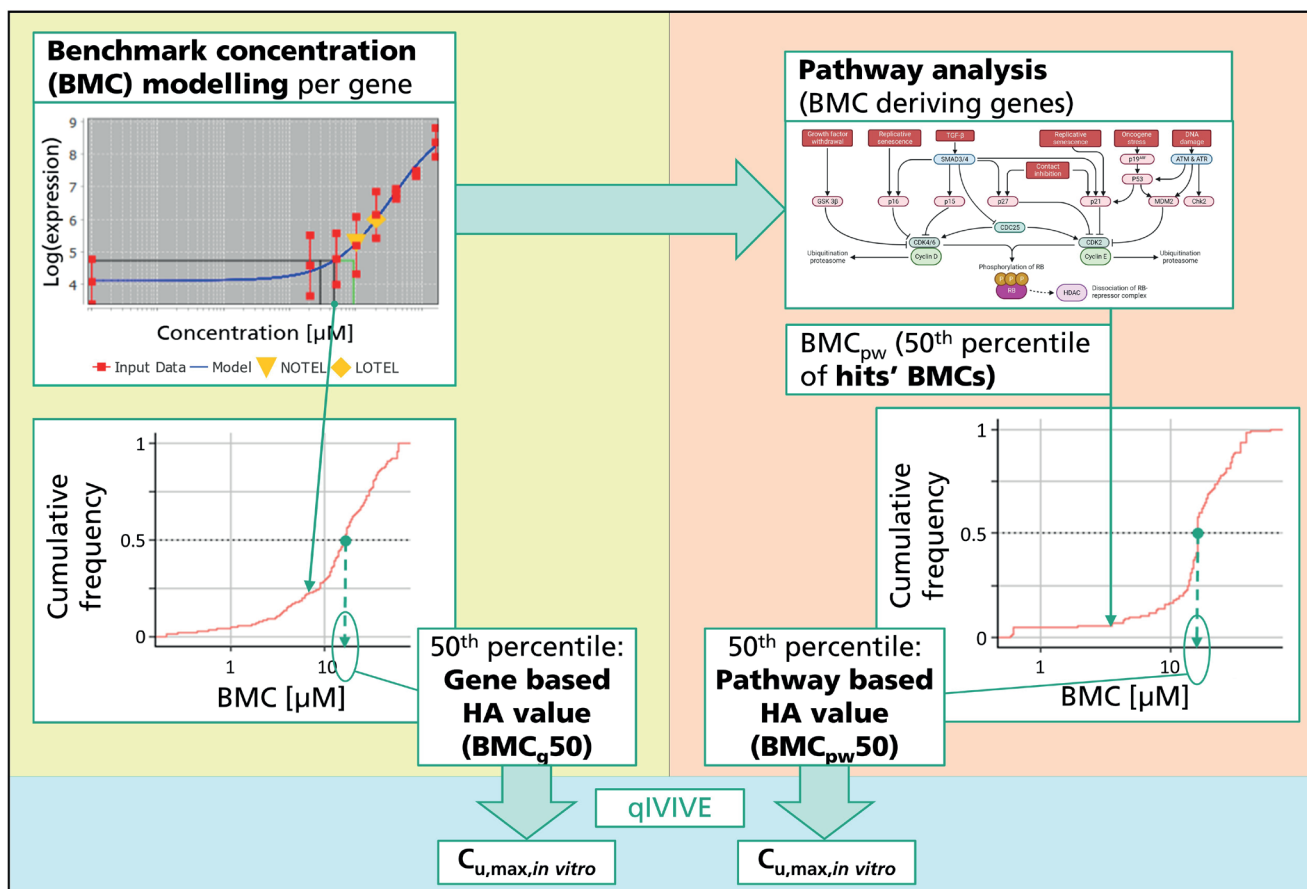 Benchmark concentration
(BMC) modelling per gene
Log(expression)
9
8
7
6
5
4
Concentration [µM]
Input Data Model NOTEL LOTEL
Pathway analysis
(BMC deriving genes)
Growth factor
withdrawal
Replicative
senescence
TGF-β
Replicative
senescence
Oncogene
stress
DNA
damage
SMAD3/4
p19ᴬᴿᶠ
ATM & ATR
Contact
inhibition
P53
GSK 3β
p16
p15
p27
p21
MDM2
Chk2
CDC25
CDK4/6
Cyclin D
CDK2
Cyclin E
Ubiquitination
proteasome
Ubiquitination
proteasome
Phosphorylation of RB
P P P
RB
HDAC
Dissociation of RB-
repressor complex
BMCpw (50th percentile
of hits' BMCs)
Cumulative
frequency
1
0.5
0
1 10
BMC [µM]
Cumulative
frequency
1
0.5
0
1 10
BMC [µM]
50th percentile:
Gene based
HA value
(BMCg50)
50th percentile:
Pathway based
HA value
(BMCpw50)
qIVIVE
Cu,max,in vitro
Cu,max,in vitro